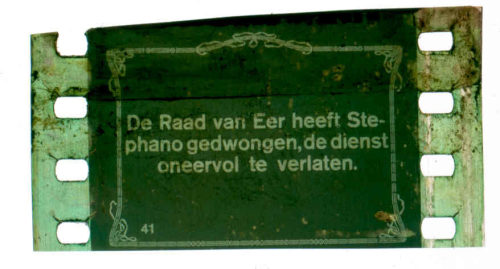 De Raad van Eer heeft Ste-
phano gedwongen, de dienst
oneervol te verlaten.
41